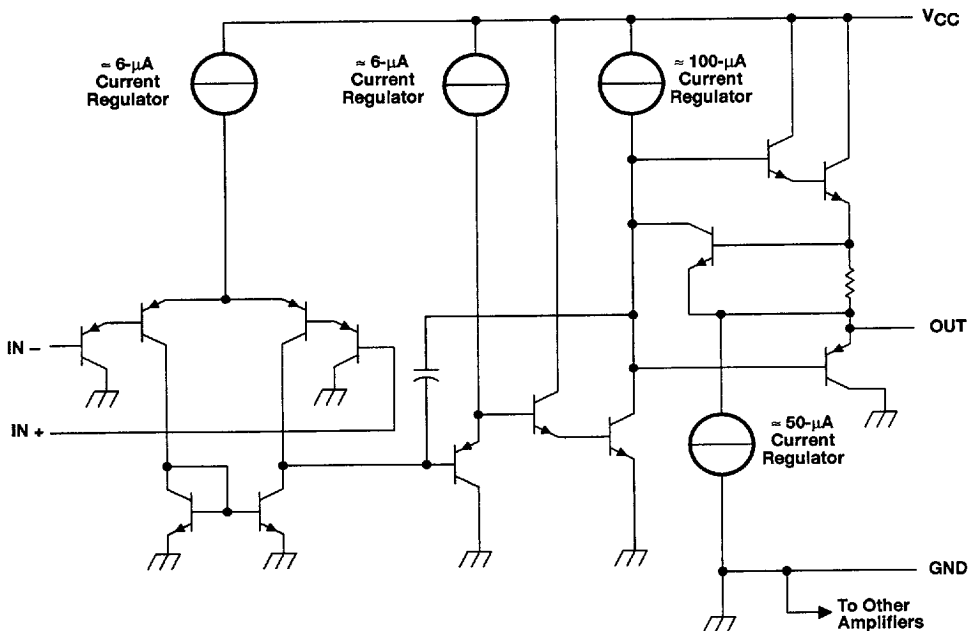 VCC
≈ 6-μA
Current
Regulator
≈ 6-μA
Current
Regulator
≈ 100-μA
Current
Regulator
IN −
OUT
IN +
≈ 50-μA
Current
Regulator
GND
To Other
Amplifiers